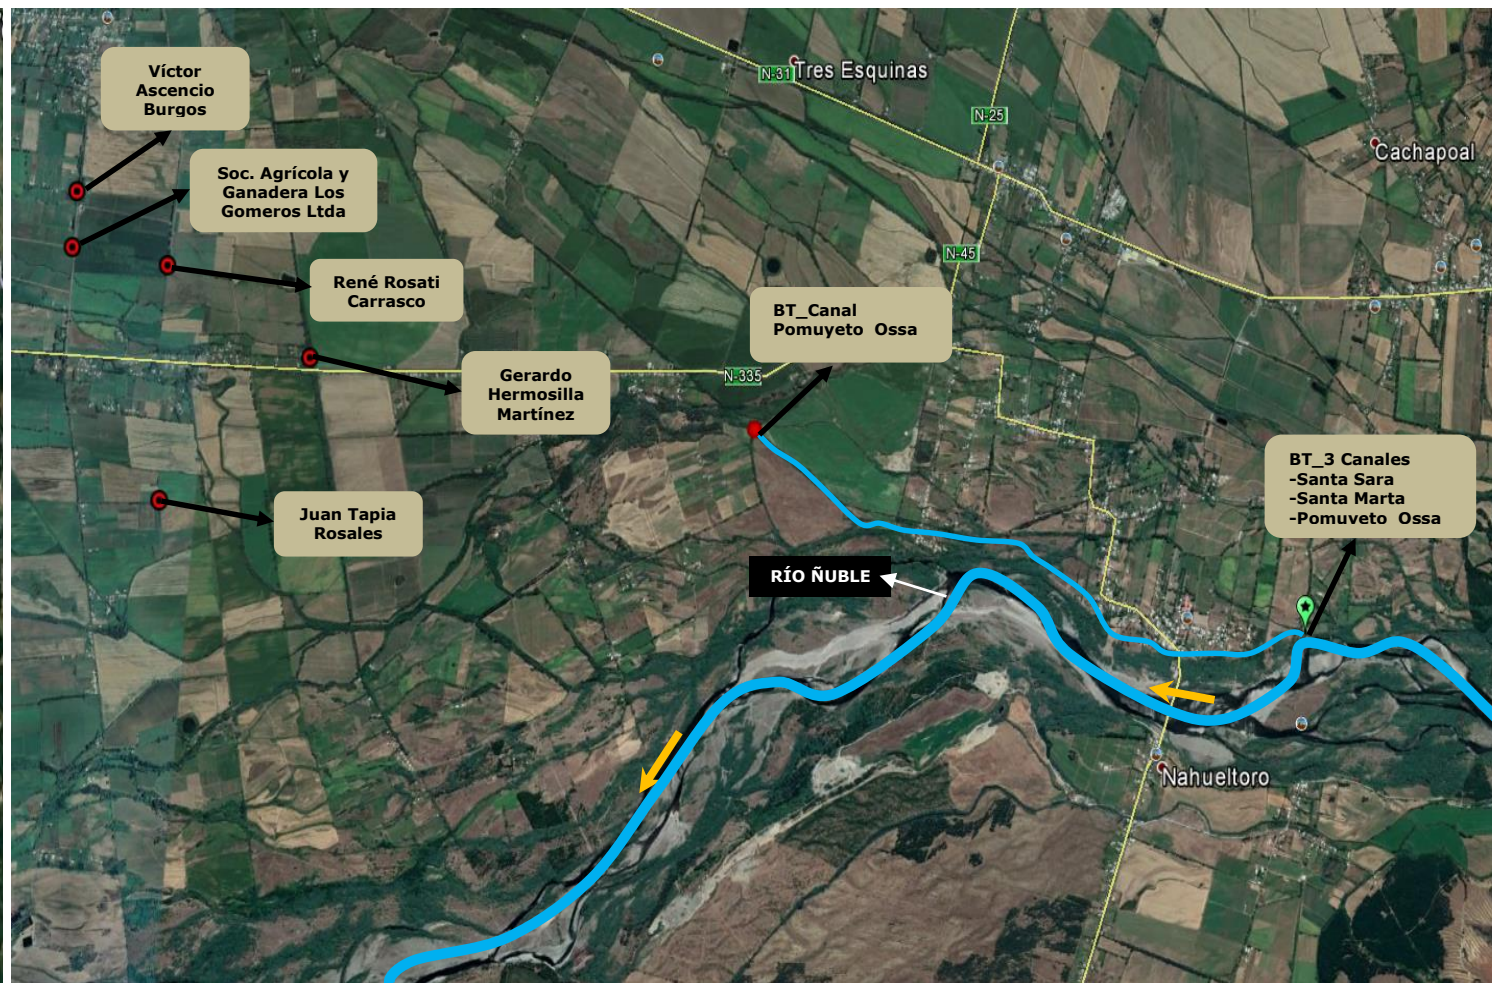 Víctor
Ascencio
Burgos
N-31
Tres Esquinas
N-25
Cachapoal
Soc. Agrícola y
Ganadera Los
Gomeros Ltda
N-45
René Rosati
Carrasco
BT_Canal
Pomuyeto Ossa
Gerardo
Hermosilla
Martínez
N-335
BT_3 Canales
-Santa Sara
-Santa Marta
-Pomuveto Ossa
Juan Tapia
Rosales
RÍO ÑUBLE
Nahueltoro